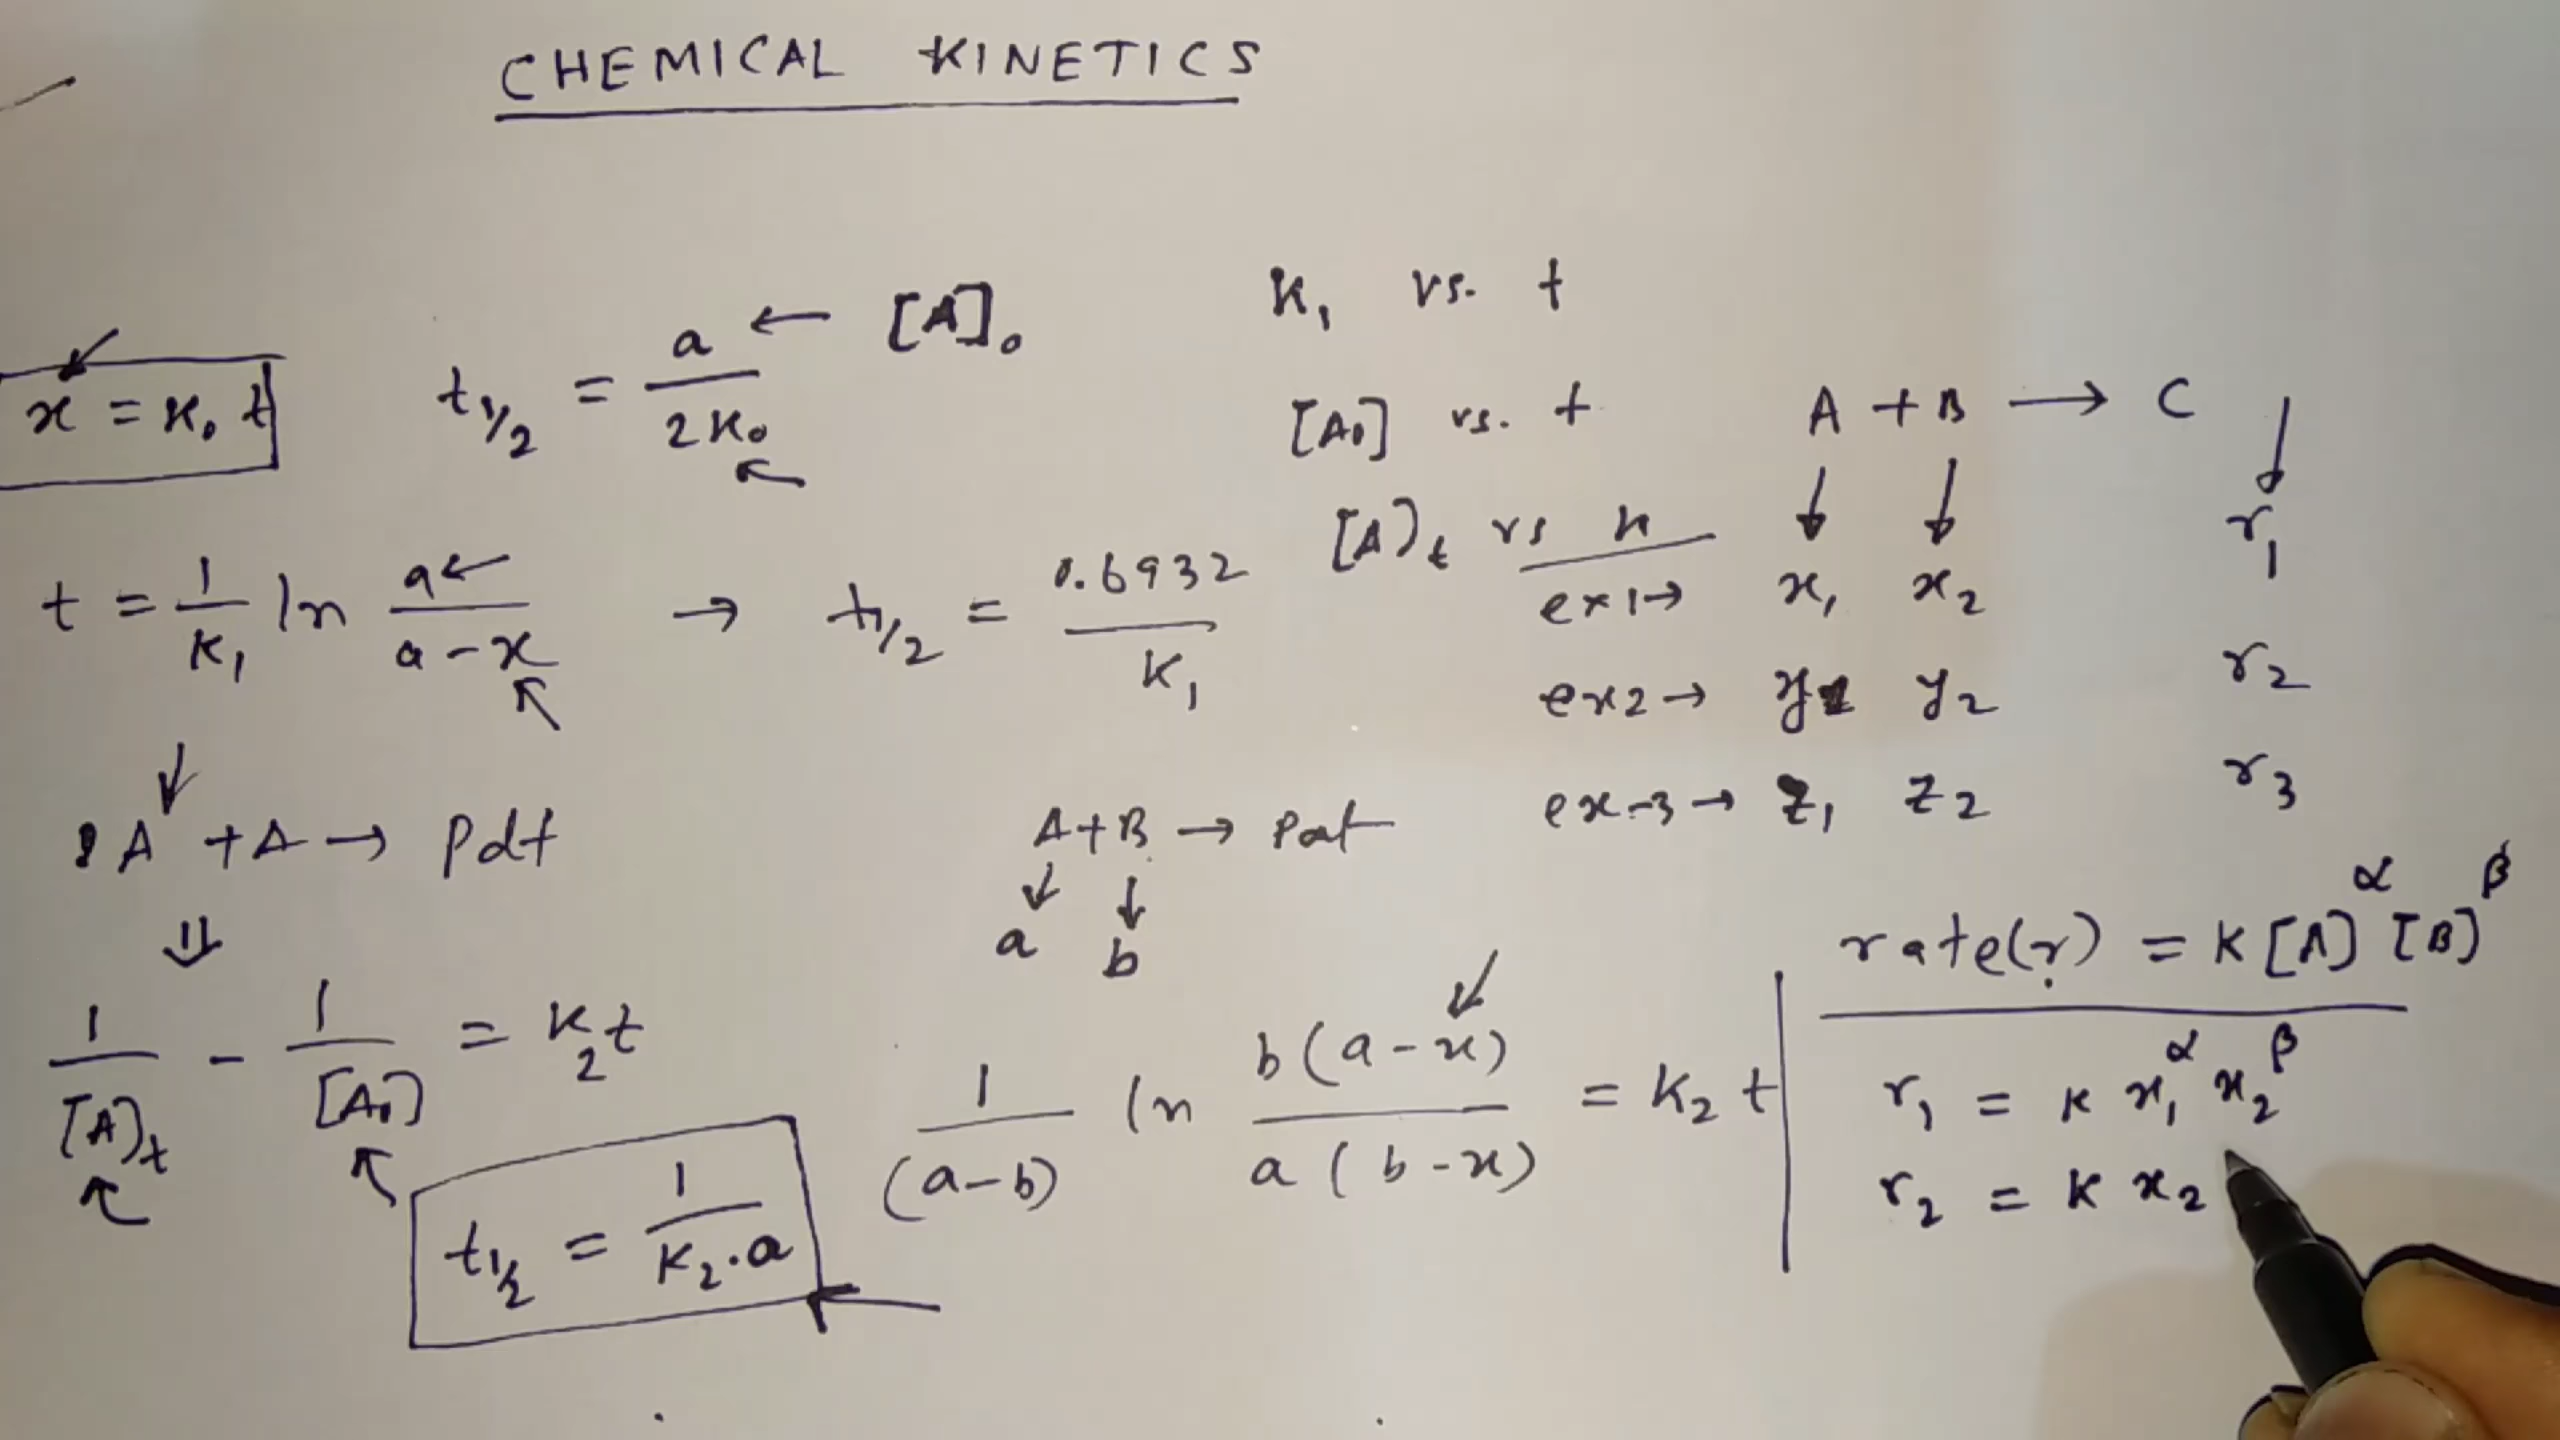 CHEMICAL KINETICS
x = K₀ t
t₁/₂ = a / 2K₀ ← [A]₀
t = 1/K₁ ln a← / a-x → t₁/₂ = 0.6932 / K₁
A + A → Pdt
⇓
1/[A]t - 1/[A₀] = K₂t
t₁/₂ = 1 / K₂.a
K₁ vs. t
[A₀] vs. t
[A]t vs
A+B → Pdt
↓ ↓
a b
1/(a-b) ln b(a-x) / a(b-x) = K₂ t
A + B → C
↓ ↓ ↓
ex1→ x₁ x₂ r₁
ex2→ y₁ y₂ r₂
ex-3→ z₁ z₂ r₃
rate(r) = K[A]^α [B]^β
r₁ = K x₁^α x₂^β
r₂ = K x₂